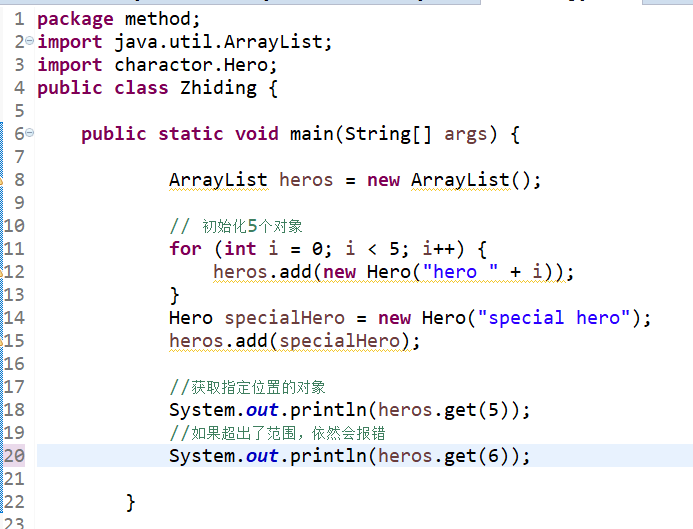 1 package method;
2 import java.util.ArrayList;
3 import charactor.Hero;
4 public class Zhiding {
5
6 public static void main(String[] args) {
7
8 ArrayList heros = new ArrayList();
9
10 // 初始化5个对象
11 for (int i = 0; i < 5; i++) {
12 heros.add(new Hero("hero " + i));
13 }
14 Hero specialHero = new Hero("special hero");
15 heros.add(specialHero);
16
17 //获取指定位置的对象
18 System.out.println(heros.get(5));
19 //如果超出了范围，依然会报错
20 System.out.println(heros.get(6));
21
22 }
23